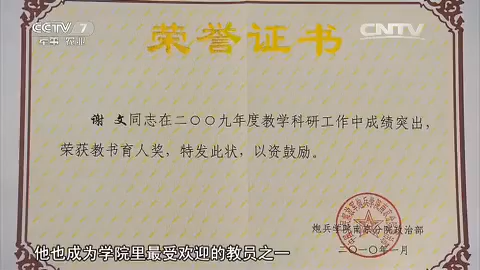 CCTV 7
军事 农业
CNTV
荣誉证书
谢文同志在二〇〇九年度教学科研工作中成绩突出，
荣获教书育人奖，特发此状，以资鼓励。
炮兵学院南京分院政治部
二〇一〇年一月
他也成为学院里最受欢迎的教员之一